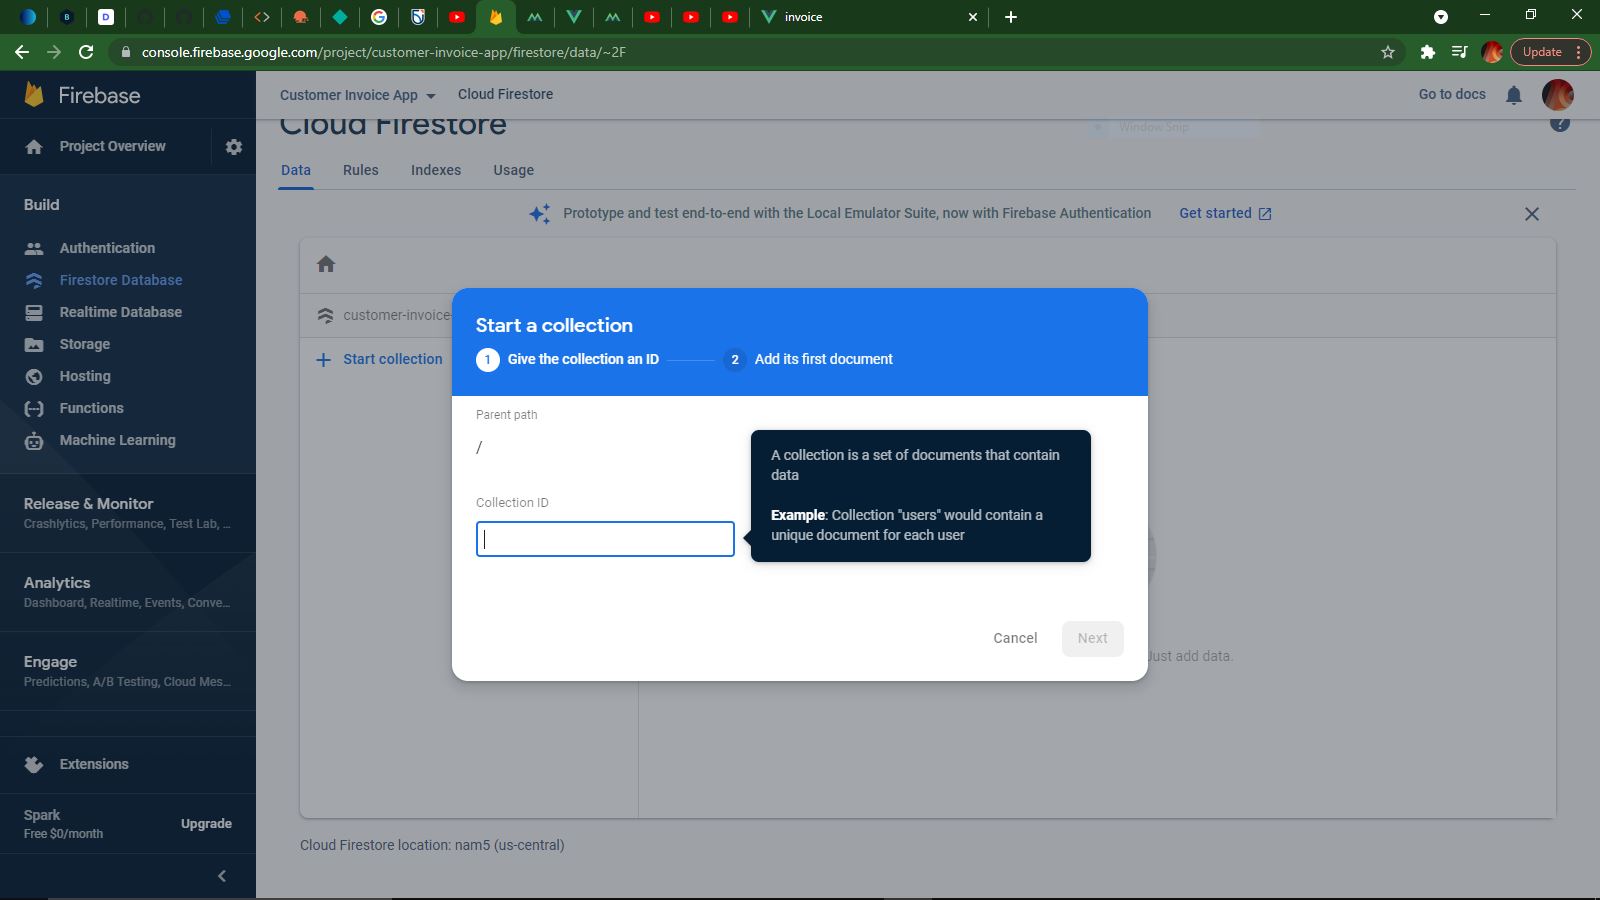 invoice
console.firebase.google.com/project/customer-invoice-app/firestore/data/~2F
Update
Firebase
Customer Invoice App
Cloud Firestore
Go to docs
Cloud Firestore
Window Snip
Project Overview
Data
Rules
Indexes
Usage
Build
Prototype and test end-to-end with the Local Emulator Suite, now with Firebase Authentication
Get started
Authentication
Firestore Database
Realtime Database
Storage
Hosting
Functions
Machine Learning
customer-invoice-
Start collection
Start a collection
1
Give the collection an ID
2
Add its first document
Parent path
/
Collection ID
A collection is a set of documents that contain
data
Example: Collection "users" would contain a
unique document for each user
Cancel
Next
Just add data.
Release & Monitor
Crashlytics, Performance, Test Lab, ...
Analytics
Dashboard, Realtime, Events, Conve...
Engage
Predictions, A/B Testing, Cloud Mes...
Extensions
Spark
Free $0/month
Upgrade
Cloud Firestore location: nam5 (us-central)